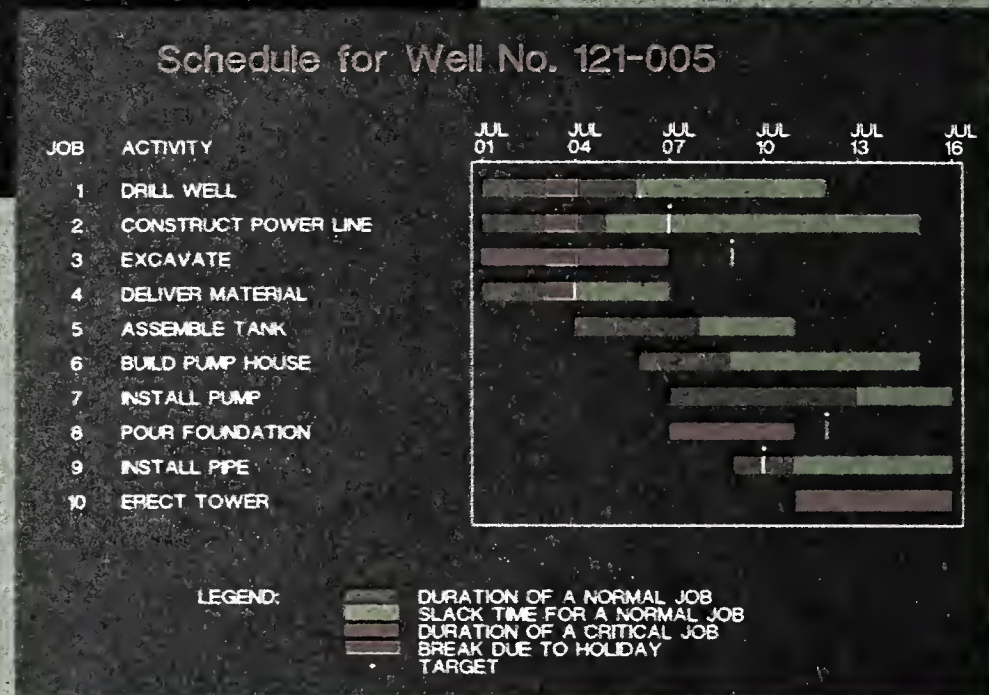 Schedule for Well No. 121-005
JUL JUL JUL JUL JUL JUL
JOB ACTIVITY 01 04 07 10 13 16
1 DRILL WELL
2 CONSTRUCT POWER LINE
3 EXCAVATE
4 DELIVER MATERIAL
5 ASSEMBLE TANK
6 BUILD PUMP HOUSE
7 INSTALL PUMP
8 POUR FOUNDATION
9 INSTALL PIPE
10 ERECT TOWER
LEGEND: DURATION OF A NORMAL JOB
SLACK TIME FOR A NORMAL JOB
DURATION OF A CRITICAL JOB
BREAK DUE TO HOLIDAY
TARGET